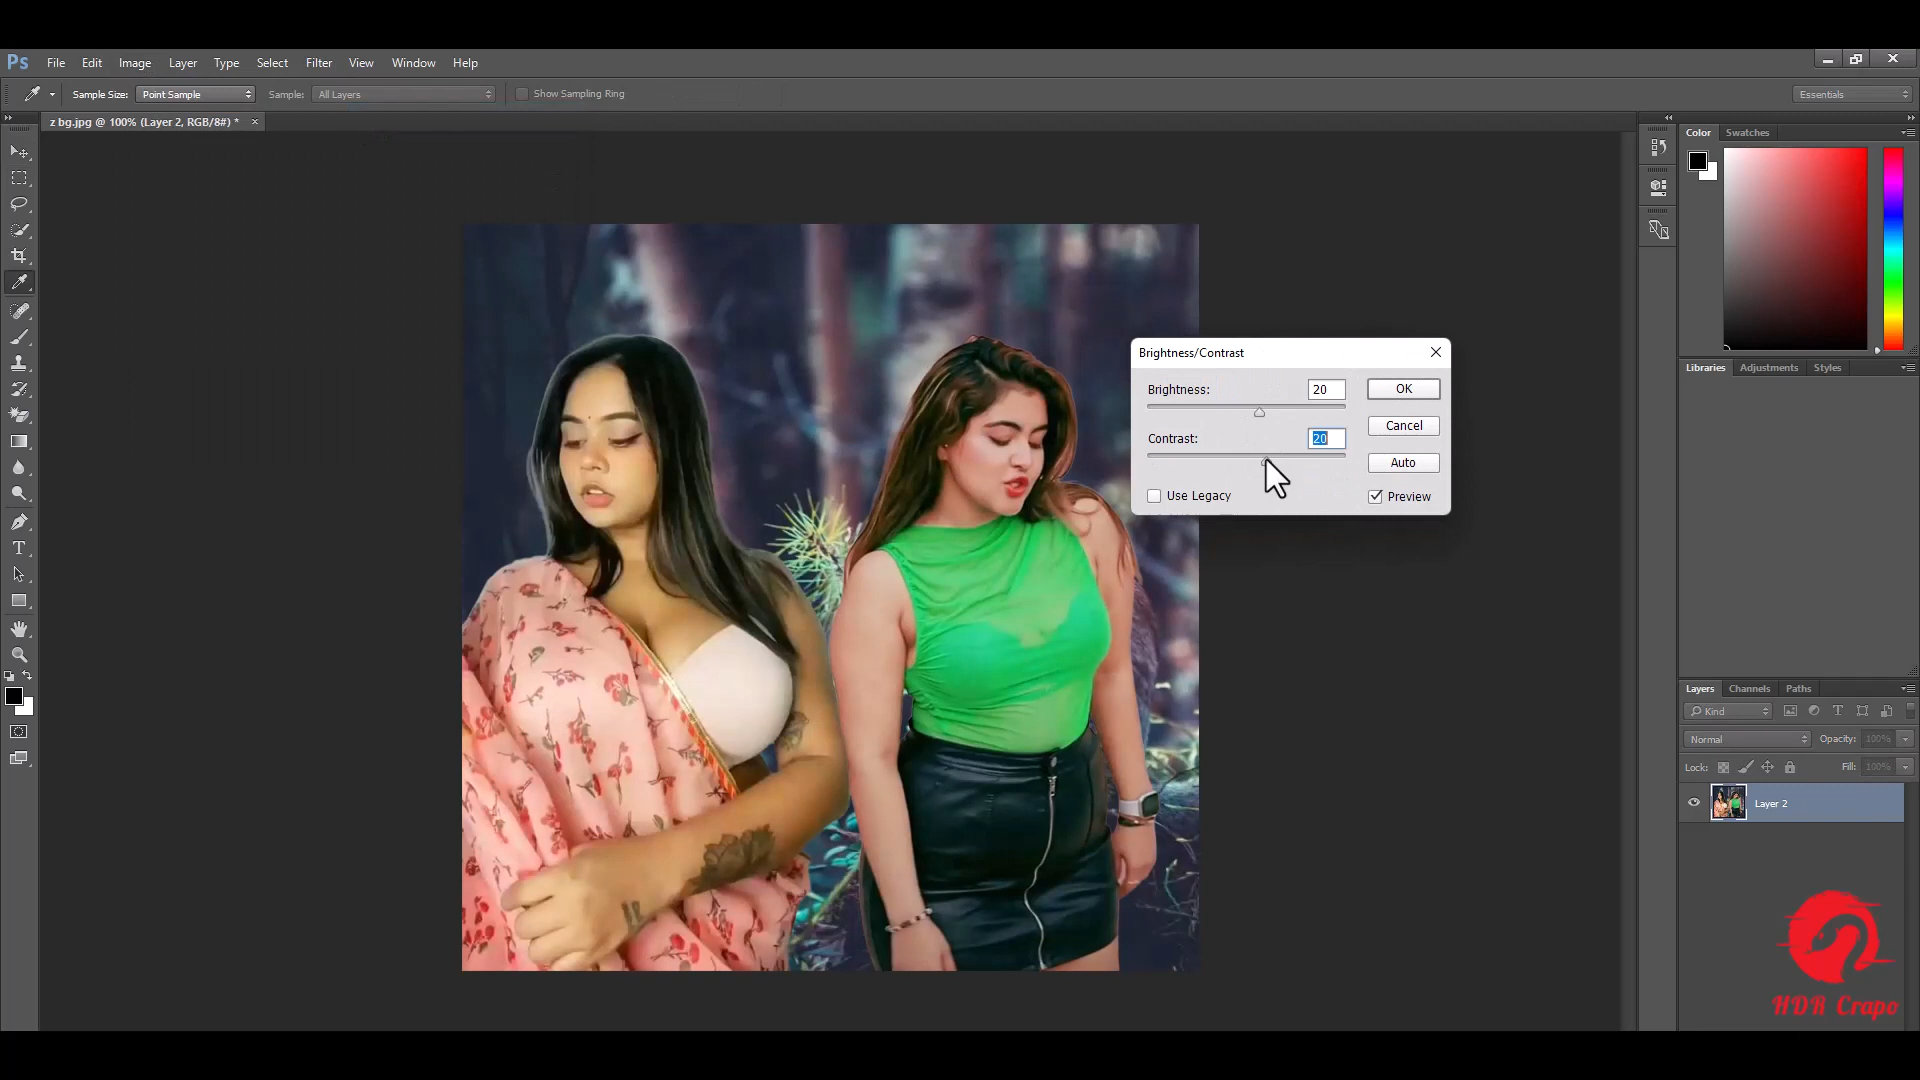 Ps File Edit Image Layer Type Select Filter View Window Help
Sample Size: Point Sample Sample: All Layers Show Sampling Ring Essentials
z bg.jpg @ 100% (Layer 2, RGB/8#) * ×
Color Swatches
Brightness/Contrast
Brightness: 20 OK
Contrast: 20 Cancel
Auto
Use Legacy Preview
Libraries Adjustments Styles
Layers Channels Paths
Kind
Normal Opacity: 100%
Lock: Fill: 100%
Layer 2
HDR Crapo